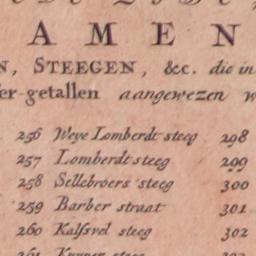 AMEN
STEEGEN, &c. die in
er-getallen aangewezen w
256 Weye Lomberdt steeg 298
257 Lomberdt steeg 299
258 Sellebroers steeg 300
259 Barber straat 301
260 Kalfsvel steeg 302